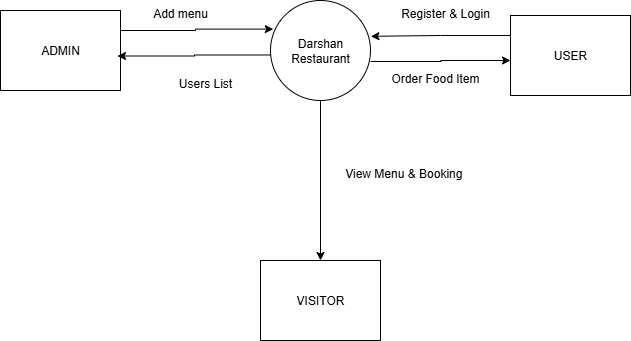 Add menu
Register & Login
ADMIN
Darshan
Restaurant
USER
Users List
Order Food Item
View Menu & Booking
VISITOR